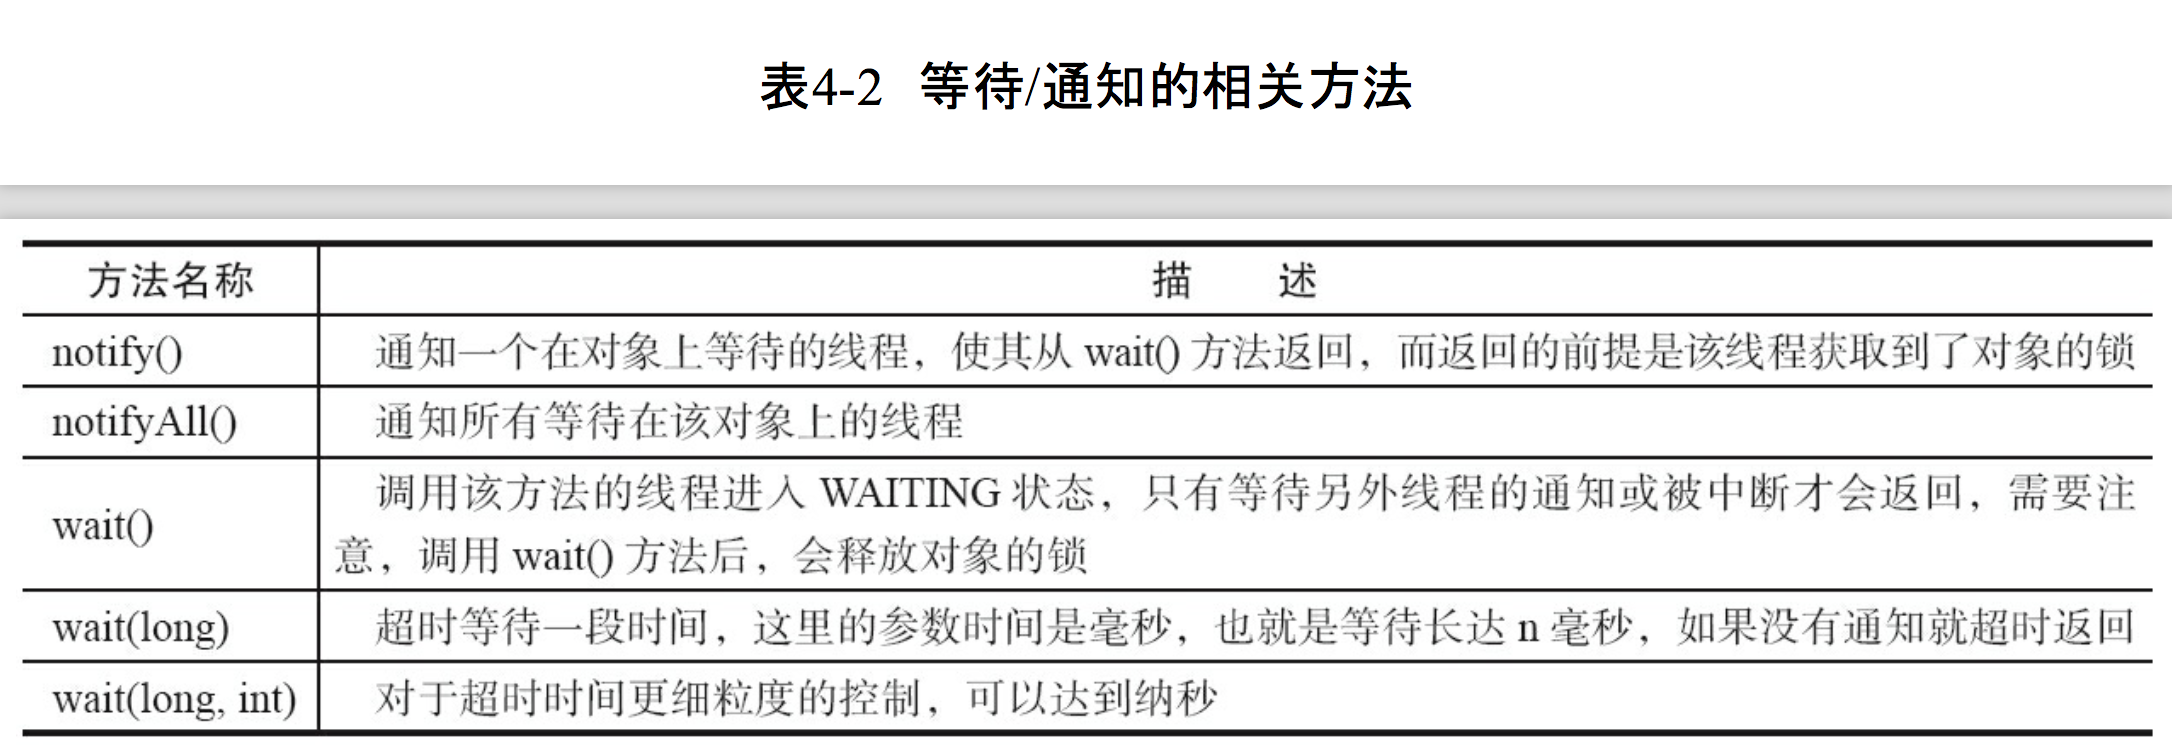 表4-2 等待/通知的相关方法
方法名称 描 述
notify() 通知一个在对象上等待的线程，使其从 wait() 方法返回，而返回的前提是该线程获取到了对象的锁
notifyAll() 通知所有等待在该对象上的线程
wait() 调用该方法的线程进入 WAITING 状态，只有等待另外线程的通知或被中断才会返回，需要注
意，调用 wait() 方法后，会释放对象的锁
wait(long) 超时等待一段时间，这里的参数时间是毫秒，也就是等待长达 n 毫秒，如果没有通知就超时返回
wait(long, int) 对于超时时间更细粒度的控制，可以达到纳秒